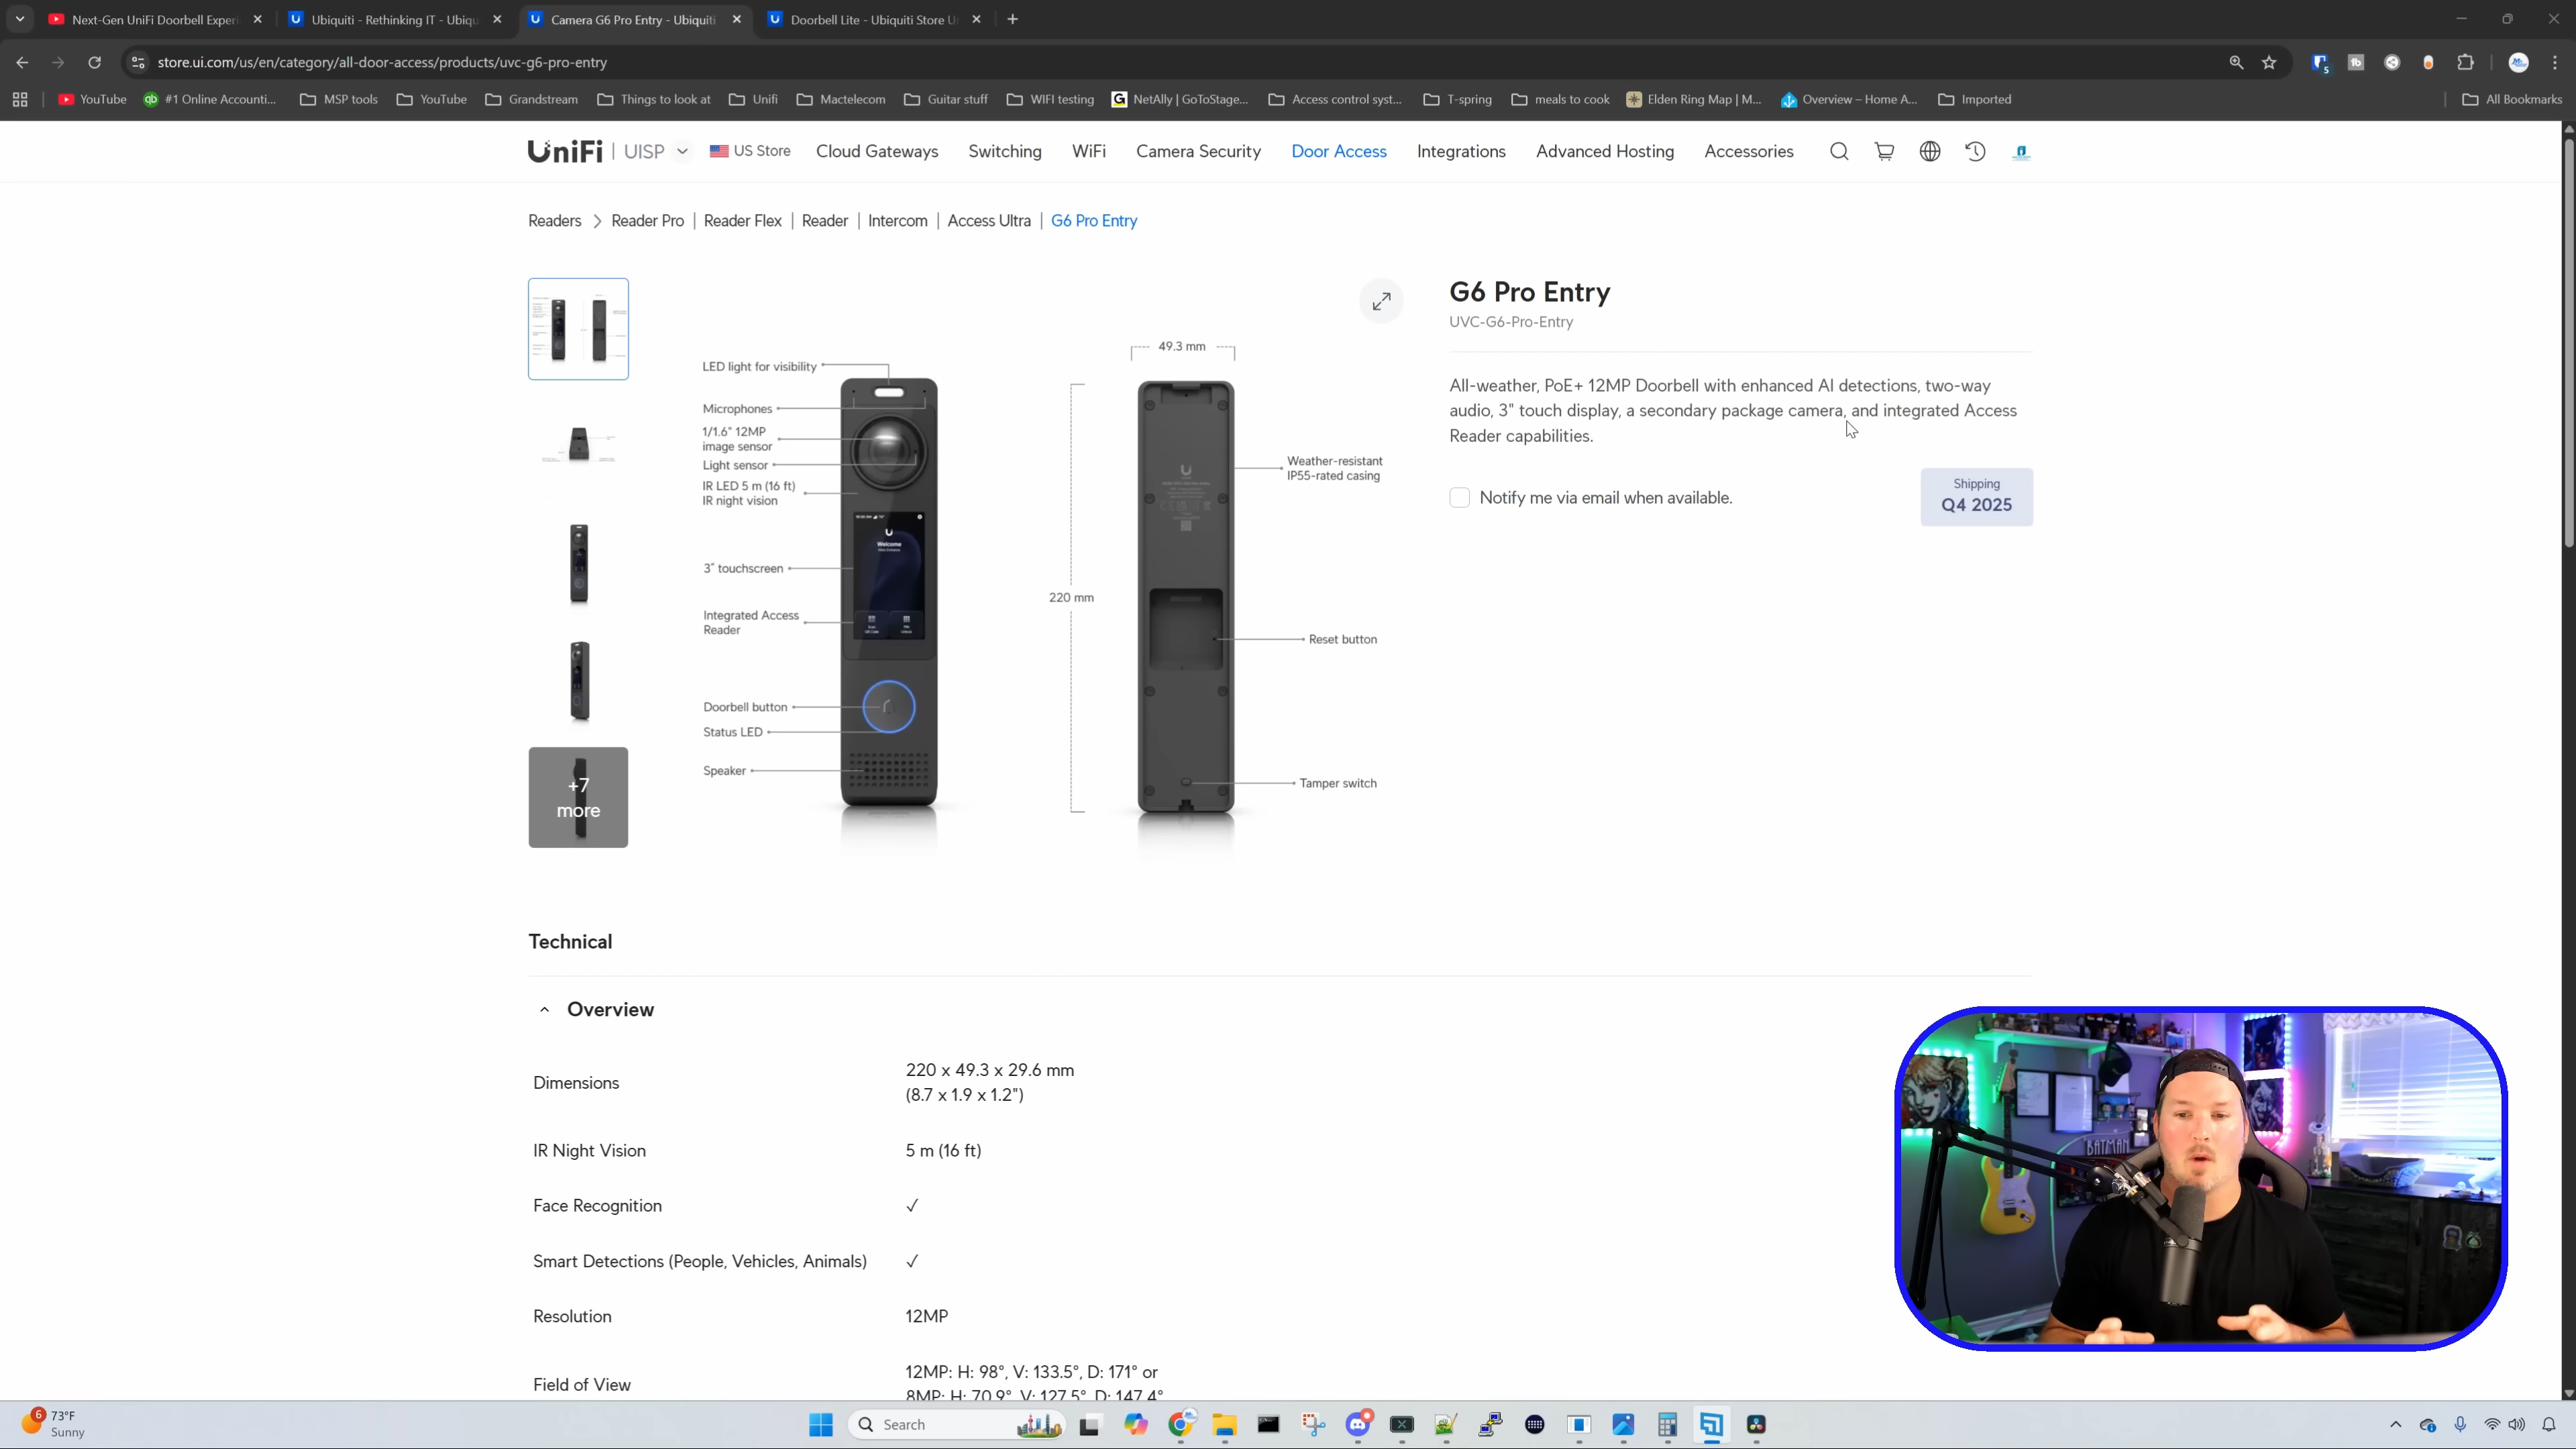 Next-Gen UniFi Doorbell Experi
Ubiquiti - Rethinking IT - Ubiqu
Camera G6 Pro Entry - Ubiquiti
Doorbell Lite - Ubiquiti Store U
store.ui.com/us/en/category/all-door-access/products/uvc-g6-pro-entry
YouTube
#1 Online Accounti...
MSP tools
YouTube
Grandstream
Things to look at
Unifi
Mactelecom
Guitar stuff
WIFI testing
NetAlly | GoToStage...
Access control syst...
T-spring
meals to cook
Elden Ring Map | M...
Overview – Home A...
Imported
All Bookmarks
UniFi | UISP
US Store
Cloud Gateways
Switching
WiFi
Camera Security
Door Access
Integrations
Advanced Hosting
Accessories
Readers > Reader Pro | Reader Flex | Reader | Intercom | Access Ultra | G6 Pro Entry
+7
more
LED light for visibility
Microphones
1/1.6" 12MP
image sensor
Light sensor
IR LED 5 m (16 ft)
IR night vision
3" touchscreen
Integrated Access
Reader
Doorbell button
Status LED
Speaker
Welcome
49.3 mm
220 mm
Weather-resistant
IP55-rated casing
Reset button
Tamper switch
G6 Pro Entry
UVC-G6-Pro-Entry
All-weather, PoE+ 12MP Doorbell with enhanced AI detections, two-way
audio, 3" touch display, a secondary package camera, and integrated Access
Reader capabilities.
Notify me via email when available.
Shipping
Q4 2025
Technical
Overview
Dimensions
220 x 49.3 x 29.6 mm
(8.7 x 1.9 x 1.2")
IR Night Vision
5 m (16 ft)
Face Recognition
✓
Smart Detections (People, Vehicles, Animals)
✓
Resolution
12MP
Field of View
12MP: H: 98°, V: 133.5°, D: 171° or
8MP: H: 70.9°, V: 127.5°, D: 147.4°
BATMAN
6
73°F
Sunny
Search